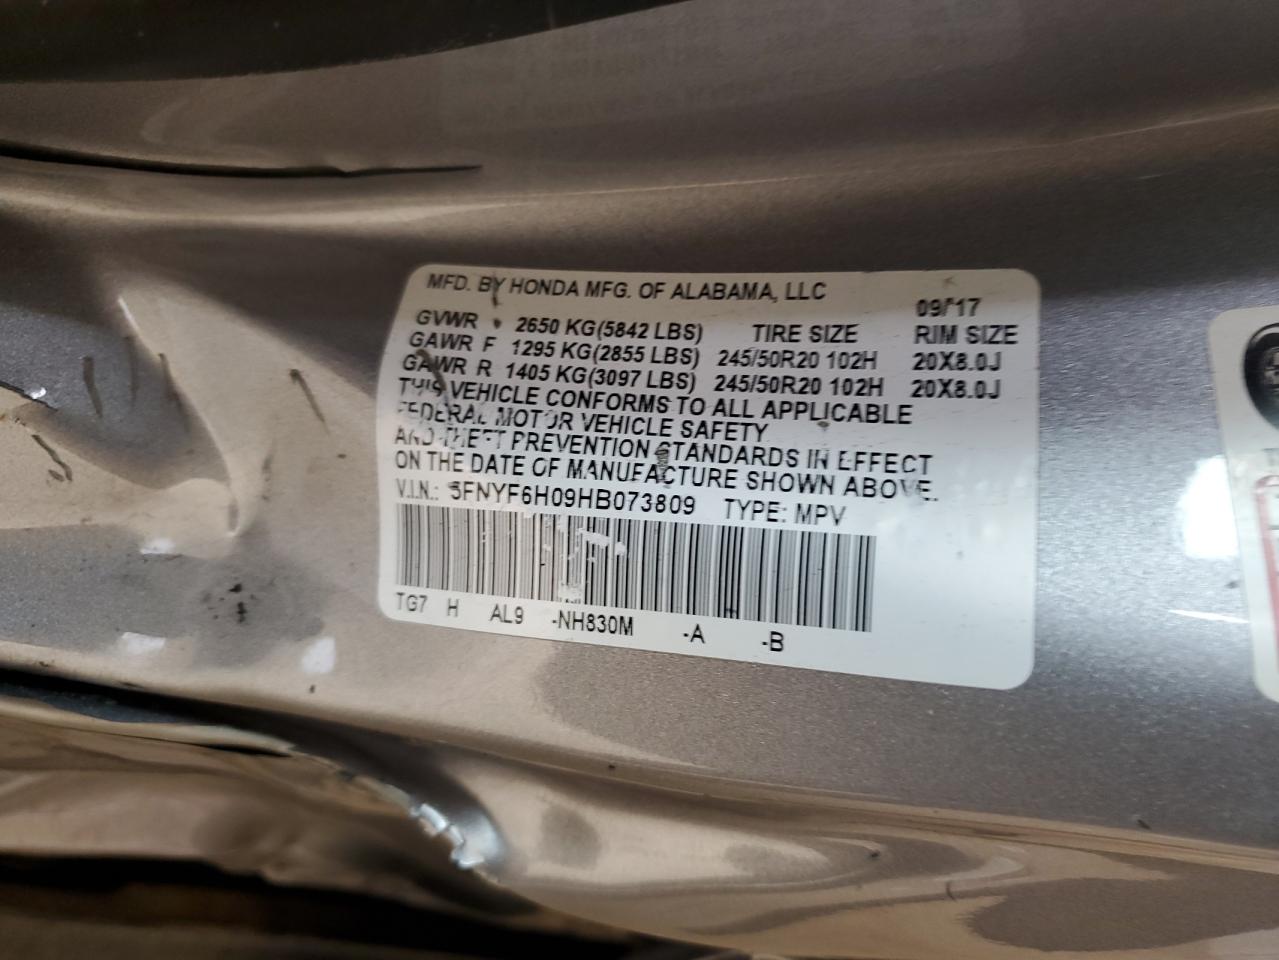 MFD. BY HONDA MFG. OF ALABAMA, LLC 09/17
GVWR 2650 KG(5842 LBS) TIRE SIZE RIM SIZE
GAWR F 1295 KG(2855 LBS) 245/50R20 102H 20X8.0J
GAWR R 1405 KG(3097 LBS) 245/50R20 102H 20X8.0J
THIS VEHICLE CONFORMS TO ALL APPLICABLE
FEDERAL MOTOR VEHICLE SAFETY
AND THEFT PREVENTION STANDARDS IN EFFECT
ON THE DATE OF MANUFACTURE SHOWN ABOVE.
V.I.N.: 5FNYF6H09HB073809 TYPE: MPV
TG7 H AL9 -NH830M -A -B